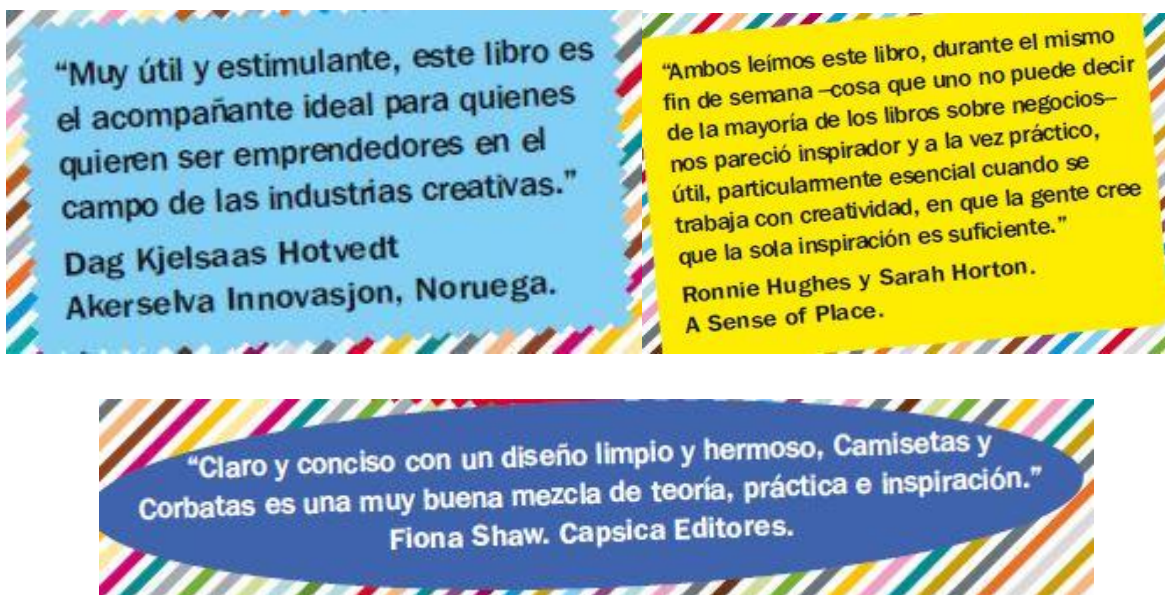 “Muy útil y estimulante, este libro es
el acompañante ideal para quienes
quieren ser emprendedores en el
campo de las industrias creativas.”
Dag Kjelsaas Hotvedt
Akerselva Innovasjon, Noruega.
“Ambos leímos este libro, durante el mismo
fin de semana –cosa que uno no puede decir
de la mayoría de los libros sobre negocios–
nos pareció inspirador y a la vez práctico,
útil, particularmente esencial cuando se
trabaja con creatividad, en que la gente cree
que la sola inspiración es suficiente.”
Ronnie Hughes y Sarah Horton.
A Sense of Place.
“Claro y conciso con un diseño limpio y hermoso, Camisetas y
Corbatas es una muy buena mezcla de teoría, práctica e inspiración.”
Fiona Shaw. Capsica Editores.